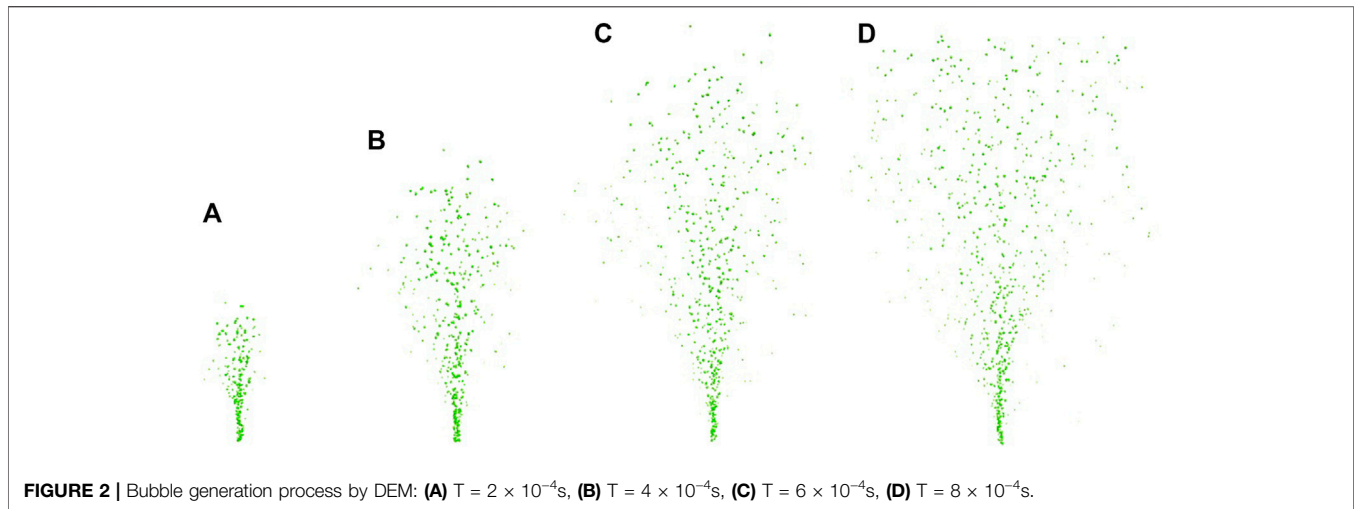 A
B
C
D
FIGURE 2 | Bubble generation process by DEM: (A) T = 2 × 10⁻⁴s, (B) T = 4 × 10⁻⁴s, (C) T = 6 × 10⁻⁴s, (D) T = 8 × 10⁻⁴s.